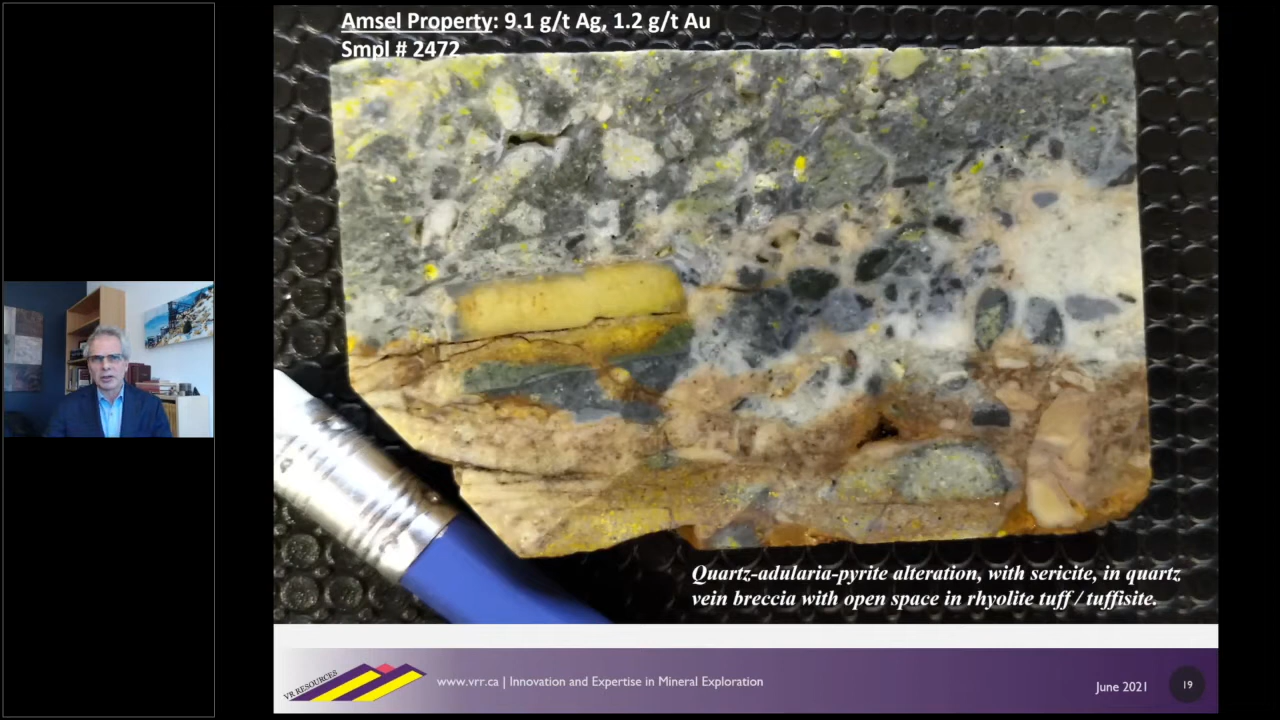 Amsel Property: 9.1 g/t Ag, 1.2 g/t Au
Smpl # 2472
Quartz-adularia-pyrite alteration, with sericite, in quartz
vein breccia with open space in rhyolite tuff / tuffisite.
VR RESOURCES
www.vrr.ca | Innovation and Expertise in Mineral Exploration
June 2021
19